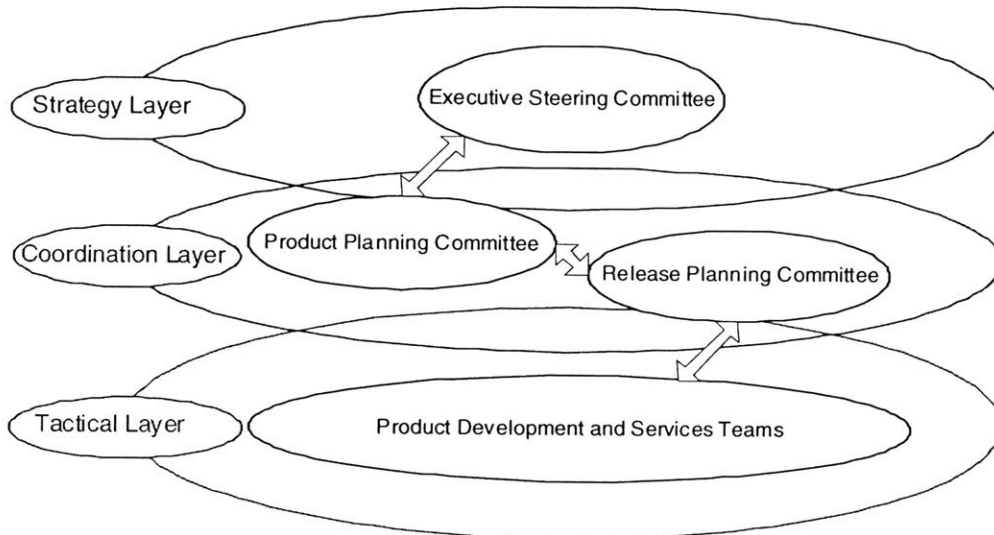 Strategy Layer
Executive Steering Committee
Coordination Layer
Product Planning Committee
Release Planning Committee
Tactical Layer
Product Development and Services Teams